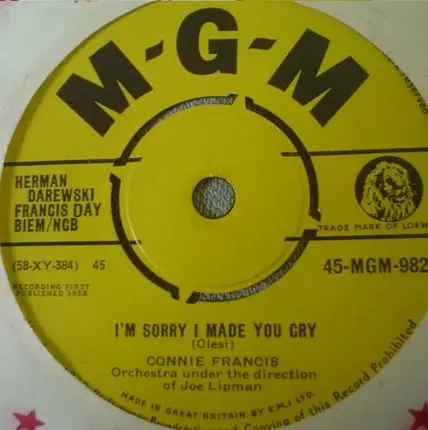 M-G-M
HERMAN
DAREWSKI
FRANCIS DAY
BIEM/NCB
TRADE MARK OF LOEW
(58-XY-384) 45
45-MGM-982
RECORDING FIRST
PUBLISHED 1958
I'M SORRY I MADE YOU CRY
(Clesi)
CONNIE FRANCIS
Orchestra under the direction
of Joe Lipman
MADE IN GREAT BRITAIN BY E.M.I LTD.
and Copying of this Record Prohibited